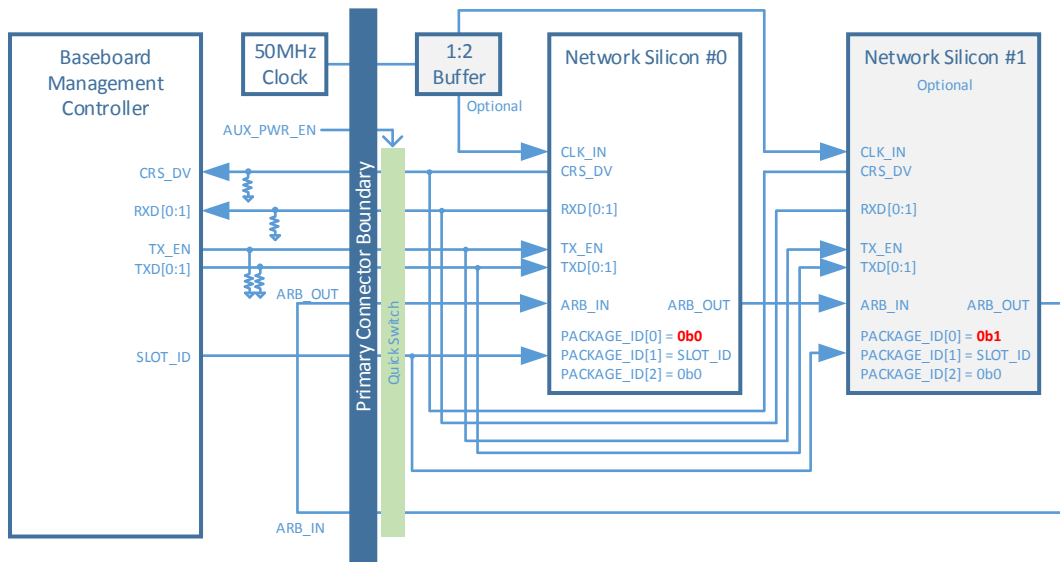 Baseboard
Management
Controller
50MHz
Clock
1:2
Buffer
Optional
Network Silicon #0
Network Silicon #1
Optional
AUX_PWR_EN
CRS_DV
RXD[0:1]
TX_EN
TXD[0:1]
ARB_OUT
SLOT_ID
ARB_IN
Primary Connector Boundary
Quick Switch
CLK_IN
CRS_DV
RXD[0:1]
TX_EN
TXD[0:1]
ARB_IN ARB_OUT
PACKAGE_ID[0] = 0b0
PACKAGE_ID[1] = SLOT_ID
PACKAGE_ID[2] = 0b0
CLK_IN
CRS_DV
RXD[0:1]
TX_EN
TXD[0:1]
ARB_IN ARB_OUT
PACKAGE_ID[0] = 0b1
PACKAGE_ID[1] = SLOT_ID
PACKAGE_ID[2] = 0b0